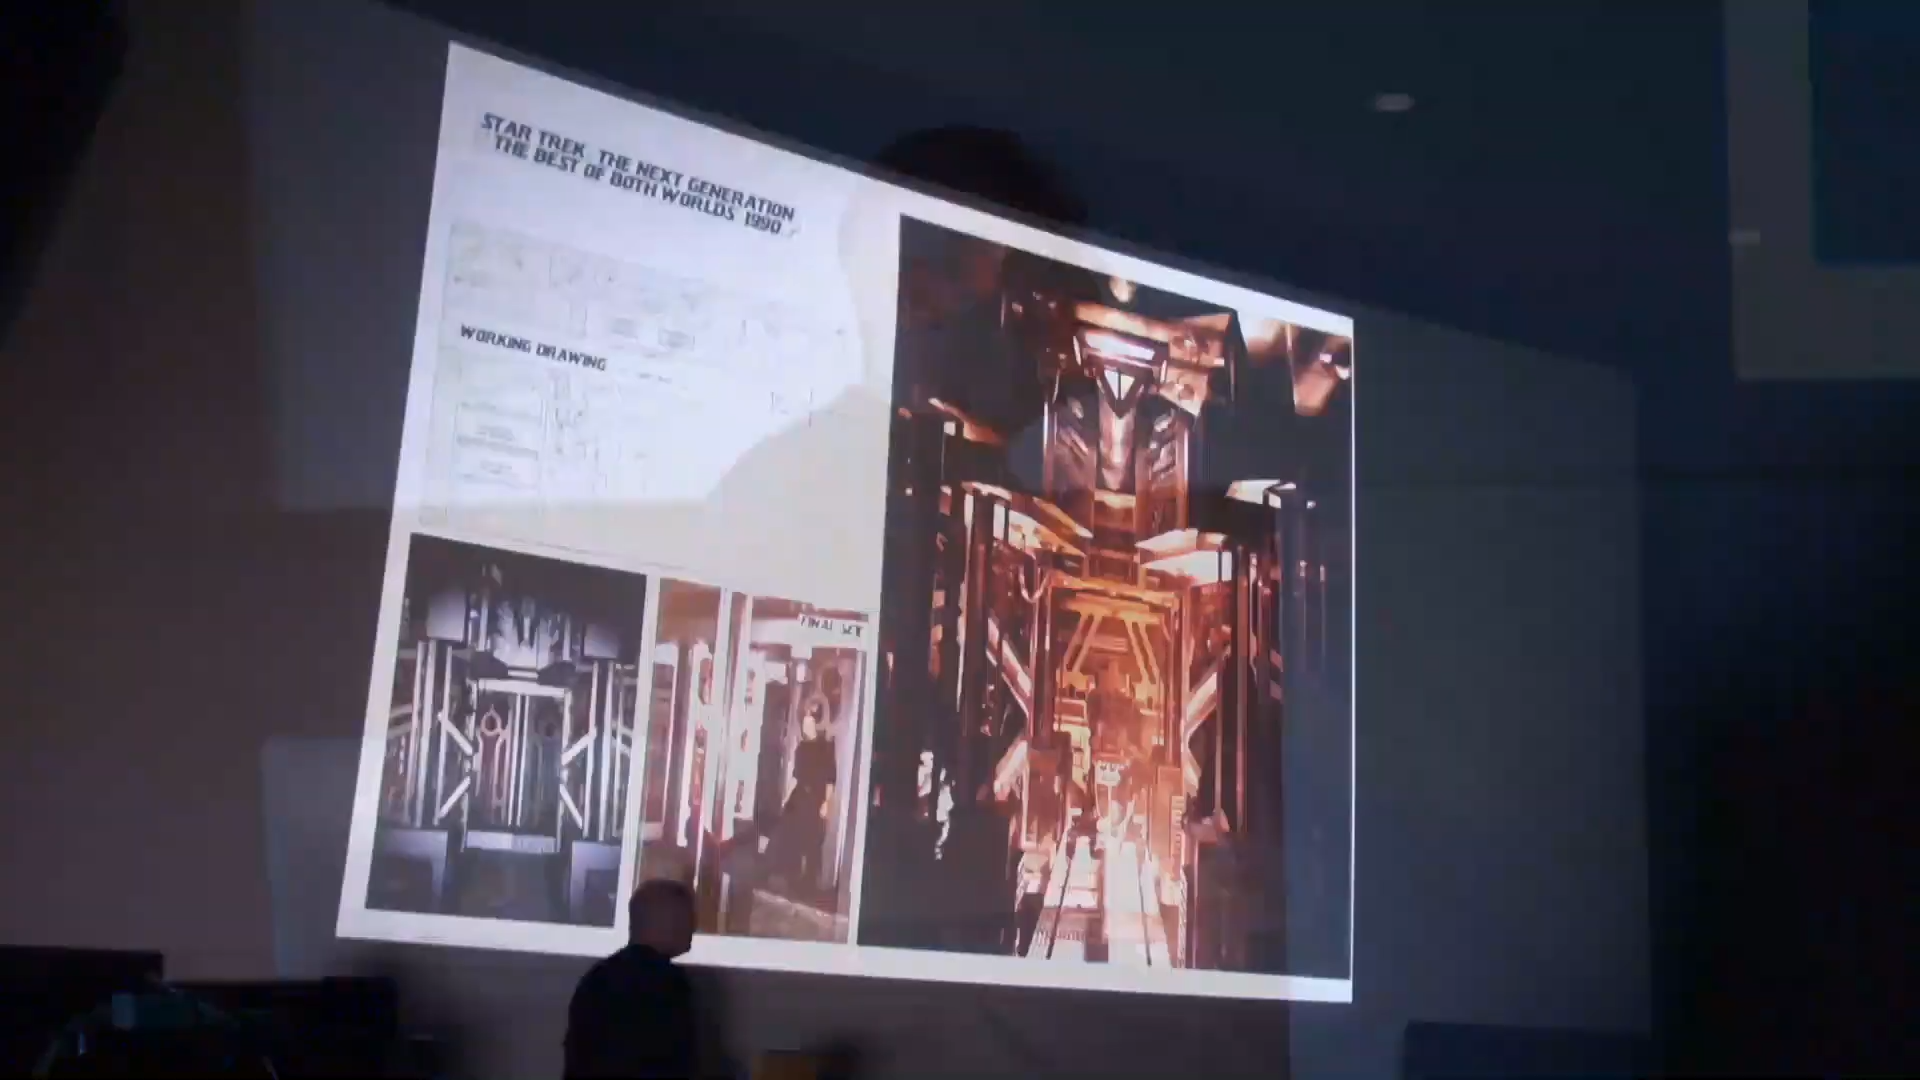 STAR TREK THE NEXT GENERATION
THE BEST OF BOTH WORLDS 1990
WORKING DRAWING
FINAL SET